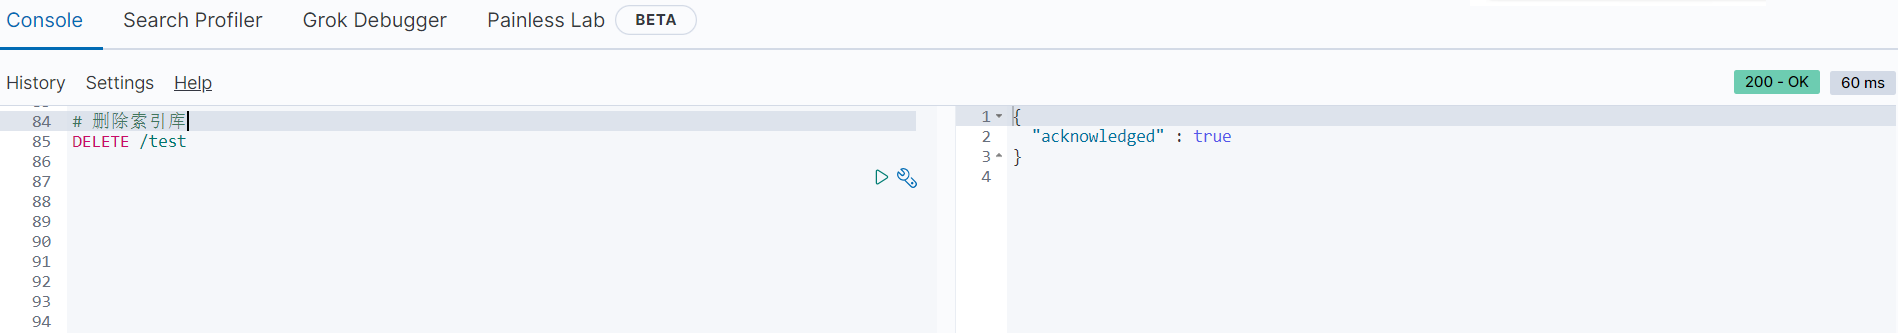 Console Search Profiler Grok Debugger Painless Lab BETA
History Settings Help 200 - OK 60 ms
84 # 删除索引库
85 DELETE /test
86
87
88
89
90
91
92
93
94
1 {
2 "acknowledged" : true
3 }
4